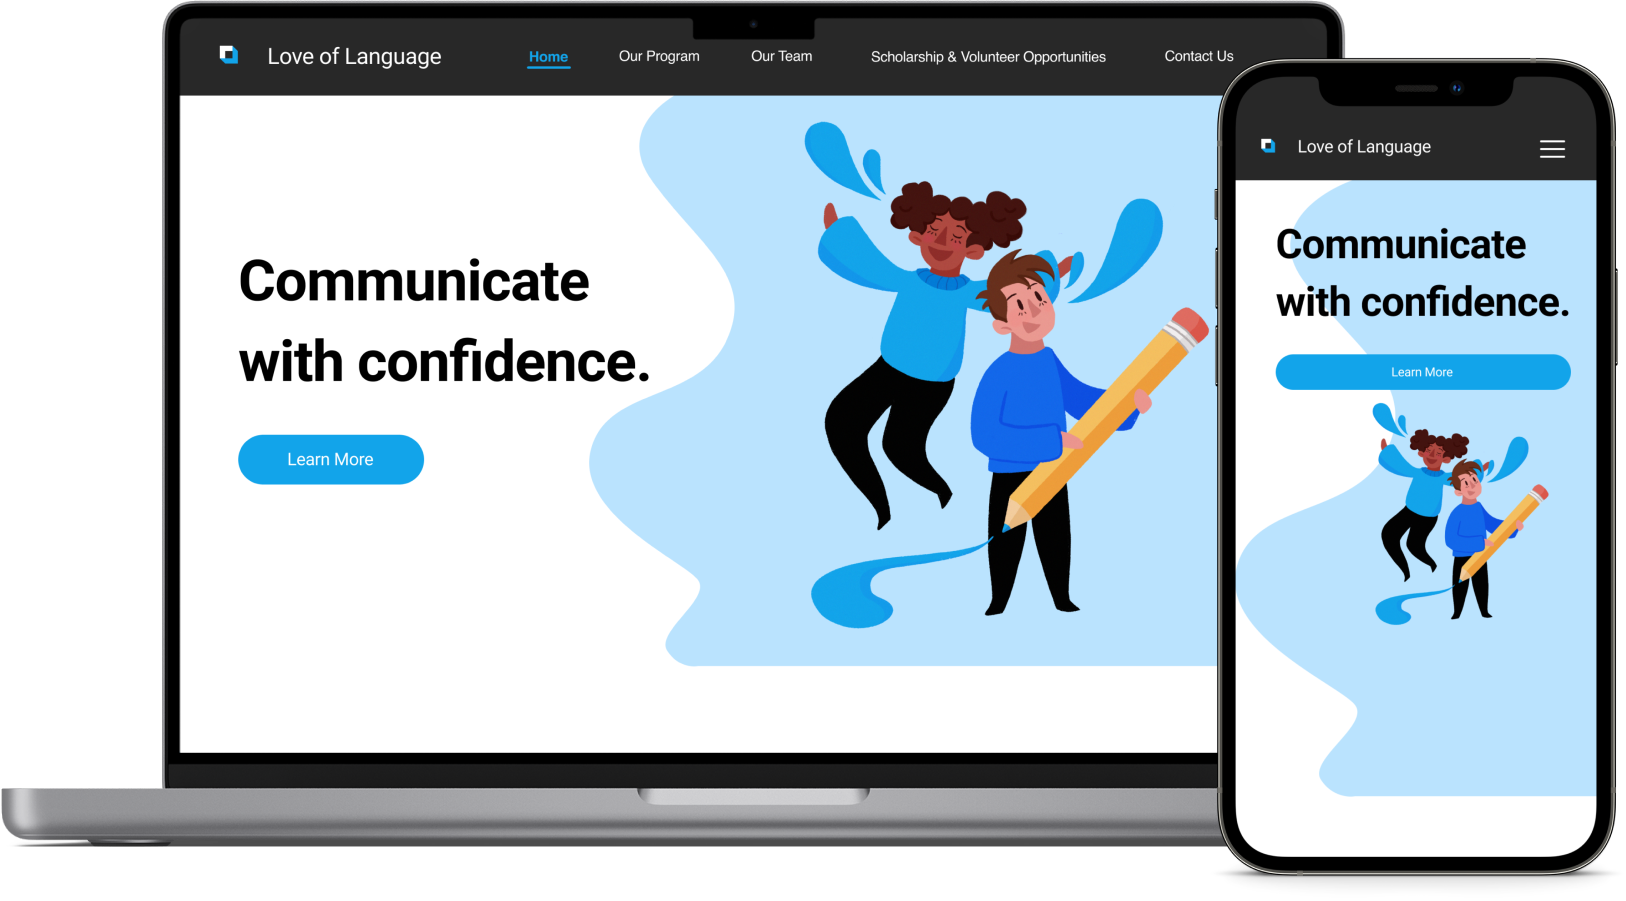 Love of Language
Home
Our Program
Our Team
Scholarship & Volunteer Opportunities
Contact Us
Communicate
with confidence.
Learn More
Love of Language
Communicate
with confidence.
Learn More